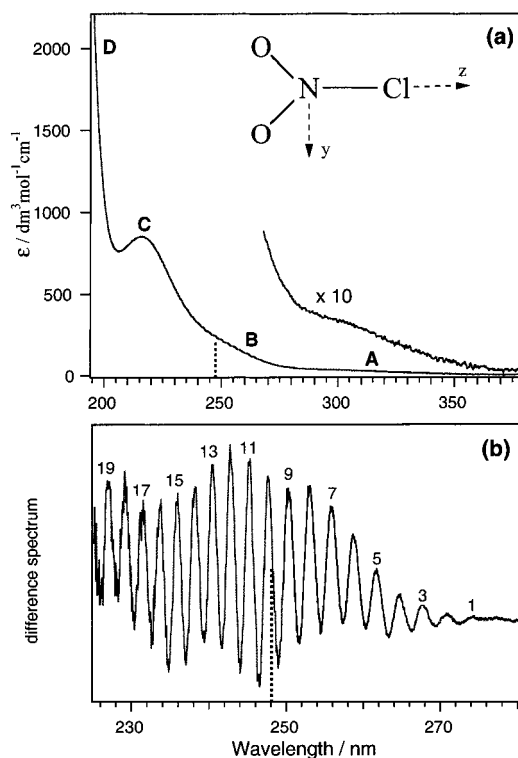 2000
1500
1000
500
0
ε / dm³mol⁻¹cm⁻¹
D
(a)
O
N
Cl
z
O
y
C
x 10
B
A
200
250
300
350
(b)
19
17
15
13
11
9
7
5
3
1
difference spectrum
230
250
270
Wavelength / nm